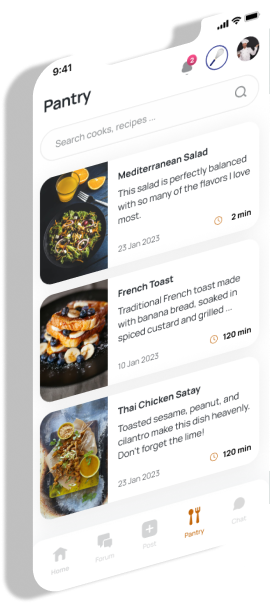 9:41
2
Pantry
Search cooks, recipes ...
Mediterranean Salad
This salad is perfectly balanced
with so many of the flavors I love
most.
23 Jan 2023
2 min
French Toast
Traditional French toast made
with banana bread, soaked in
spiced custard and grilled ...
10 Jan 2023
120 min
Thai Chicken Satay
Toasted sesame, peanut, and
cilantro make this dish heavenly.
Don't forget the lime!
23 Jan 2023
120 min
Home
Forum
Post
Pantry
Chat